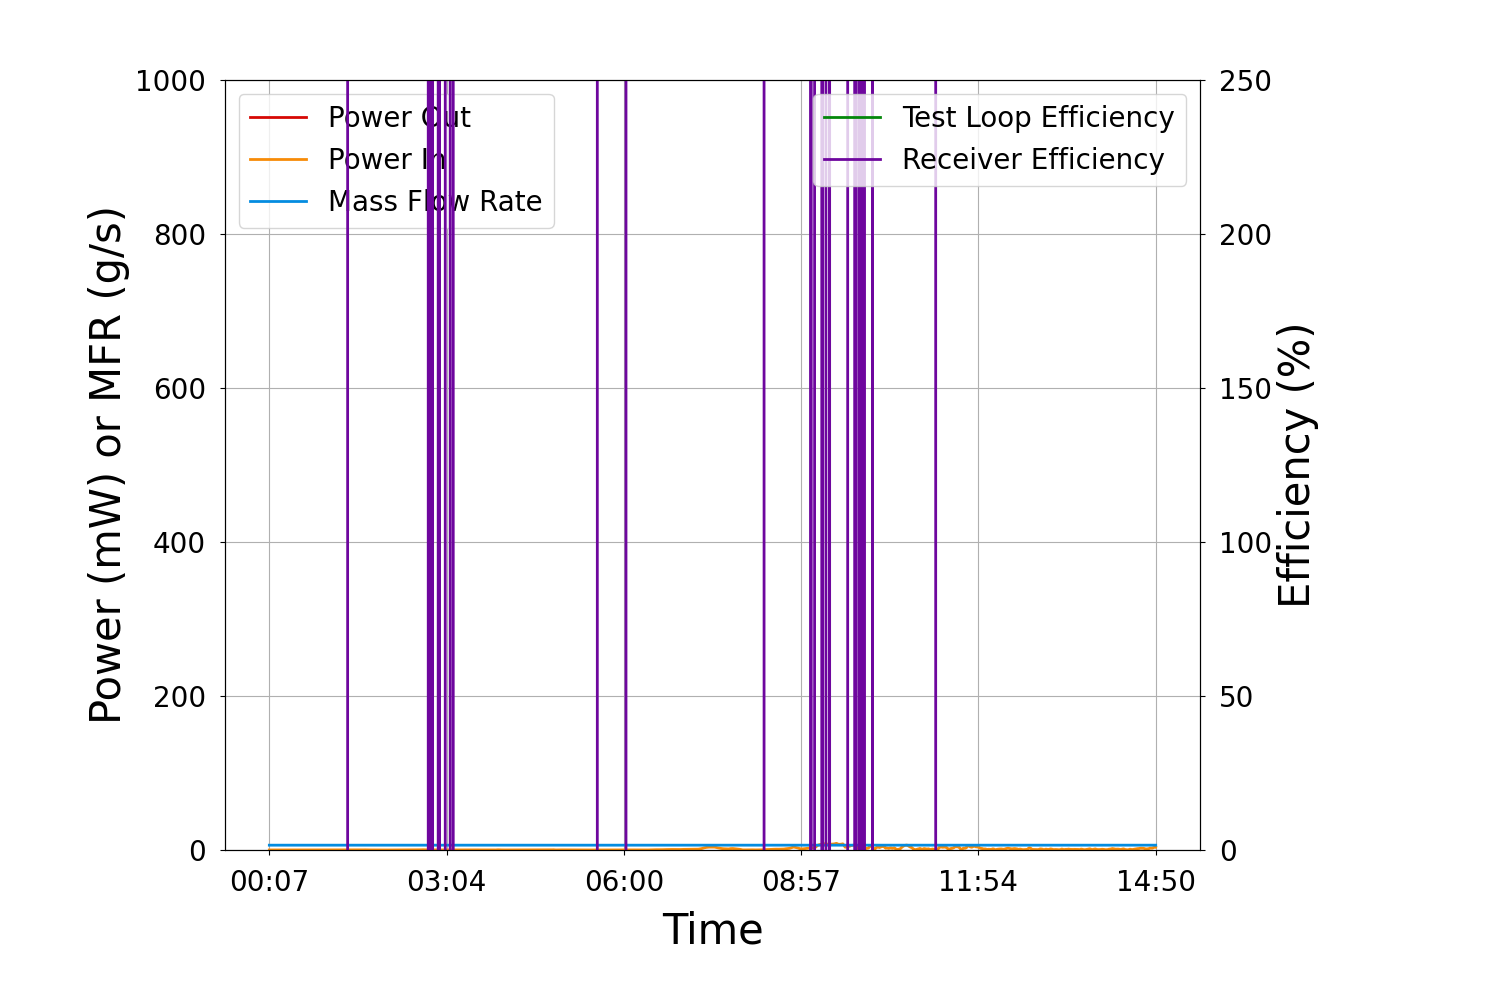 1000
800
600
400
200
0
Power (mW) or MFR (g/s)
Power Out
Power In
Mass Flow Rate
Test Loop Efficiency
Receiver Efficiency
250
200
150
100
50
0
Efficiency (%)
00:07 03:04 06:00 08:57 11:54 14:50
Time